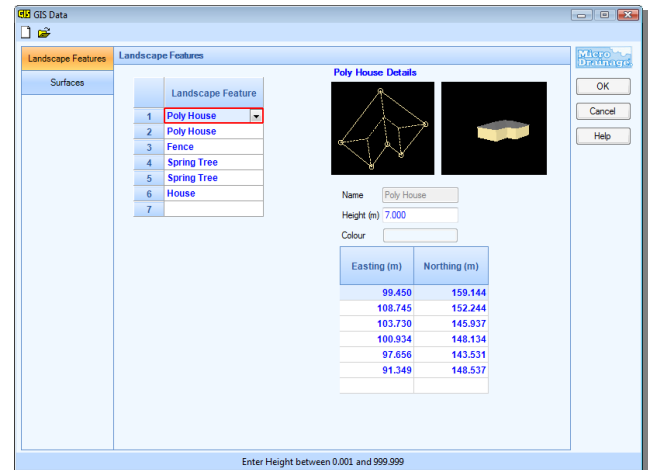 GIS GIS Data
Landscape Features
Surfaces
Landscape Features
Landscape Feature
1 Poly House
2 Poly House
3 Fence
4 Spring Tree
5 Spring Tree
6 House
7
Poly House Details
Name Poly House
Height (m) 7.000
Colour
Easting (m) Northing (m)
99.450 159.144
108.745 152.244
103.730 145.937
100.934 148.134
97.656 143.531
91.349 148.537
Micro
Drainage
OK
Cancel
Help
Enter Height between 0.001 and 999.999